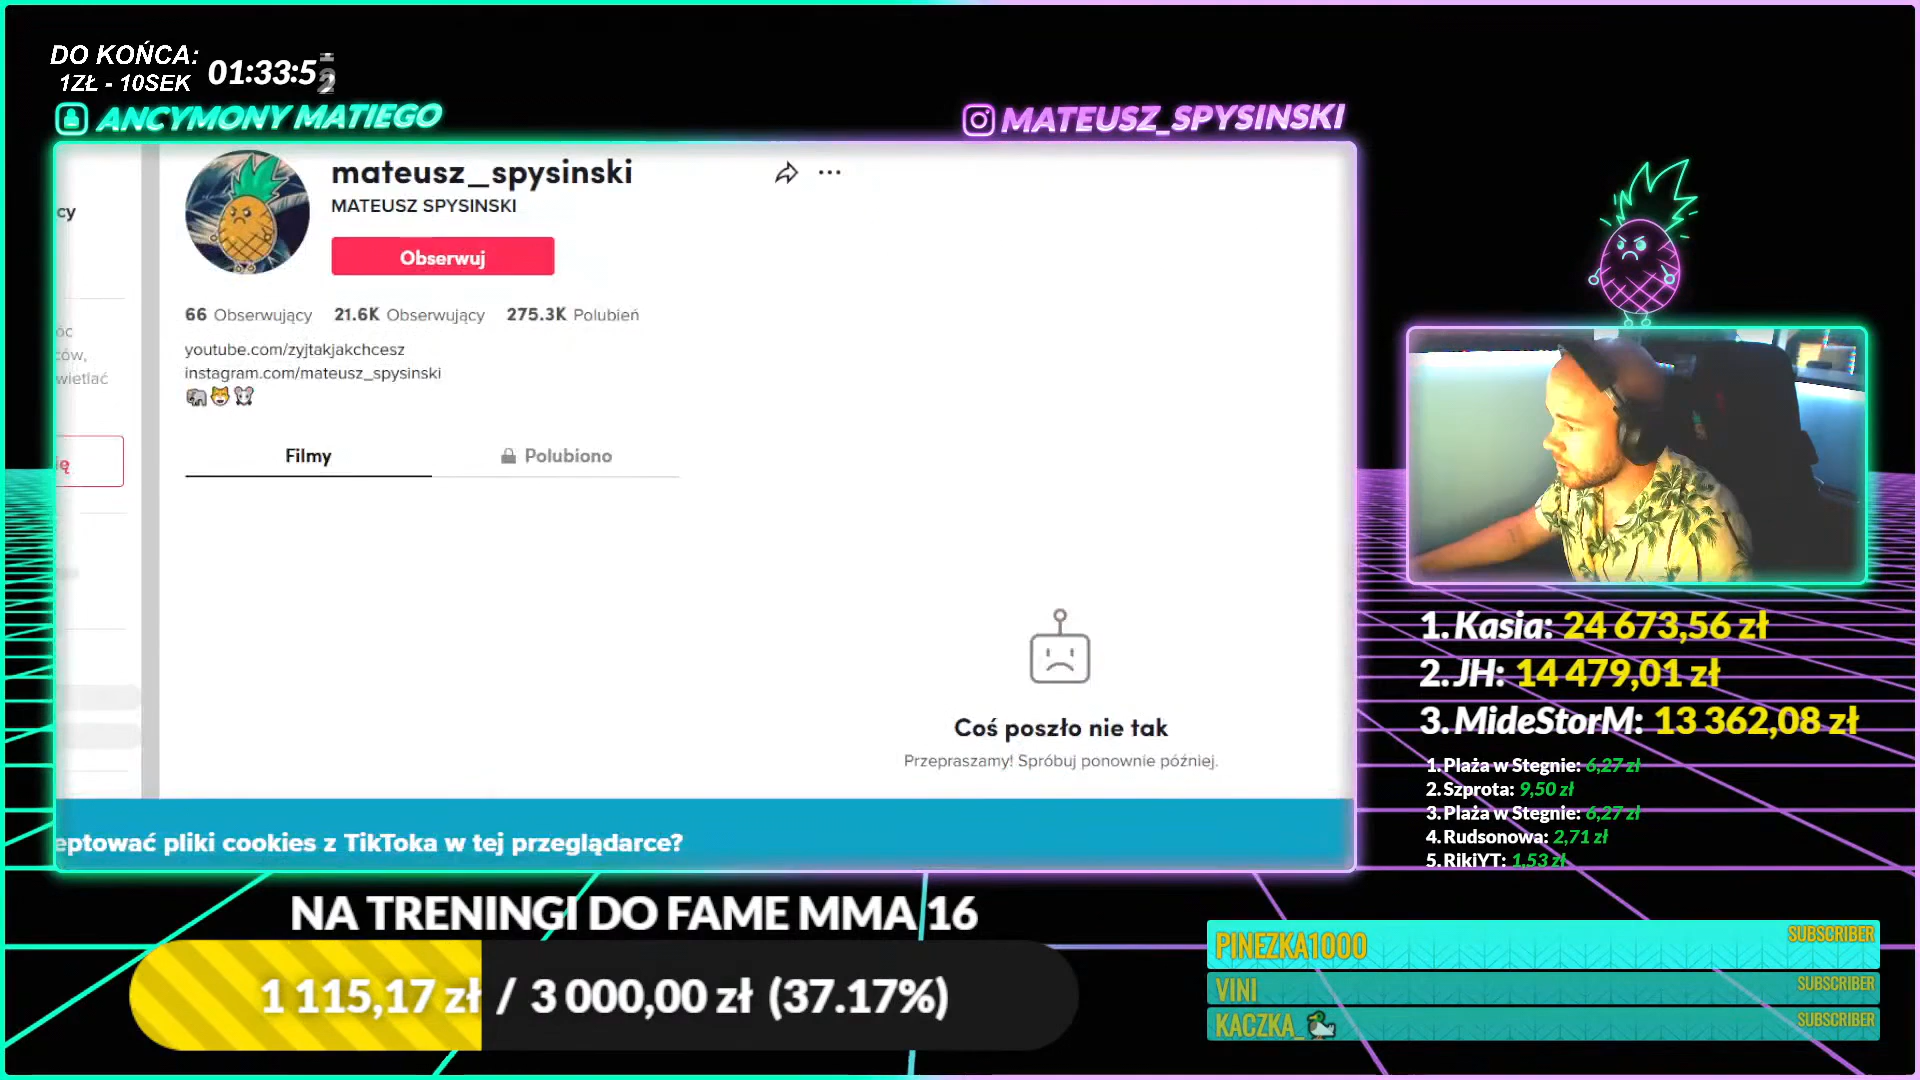 DO KOŃCA:
1ZŁ - 10SEK
01:33:5
ANCYMONY MATIEGO
MATEUSZ_SPYSINSKI
cy
mateusz_spysinski
MATEUSZ SPYSINSKI
Obserwuj
66 Obserwujący 21.6K Obserwujący 275.3K Polubień
youtube.com/zyjtakjakchcesz
instagram.com/mateusz_spysinski
óc
ców,
wietlać
ię
Filmy
Polubiono
Coś poszło nie tak
Przepraszamy! Spróbuj ponownie później.
eptować pliki cookies z TikToka w tej przeglądarce?
1. Kasia: 24 673,56 zł
2. JH: 14 479,01 zł
3. MideStorM: 13 362,08 zł
1. Plaża w Stegnie: 6,27 zł
2. Szprota: 9,50 zł
3. Plaża w Stegnie: 6,27 zł
4. Rudsonowa: 2,71 zł
5. RikiYT: 1,53 zł
NA TRENINGI DO FAME MMA 16
1 115,17 zł / 3 000,00 zł (37.17%)
PINEZKA1000 SUBSCRIBER
VINI SUBSCRIBER
KACZKA_ SUBSCRIBER